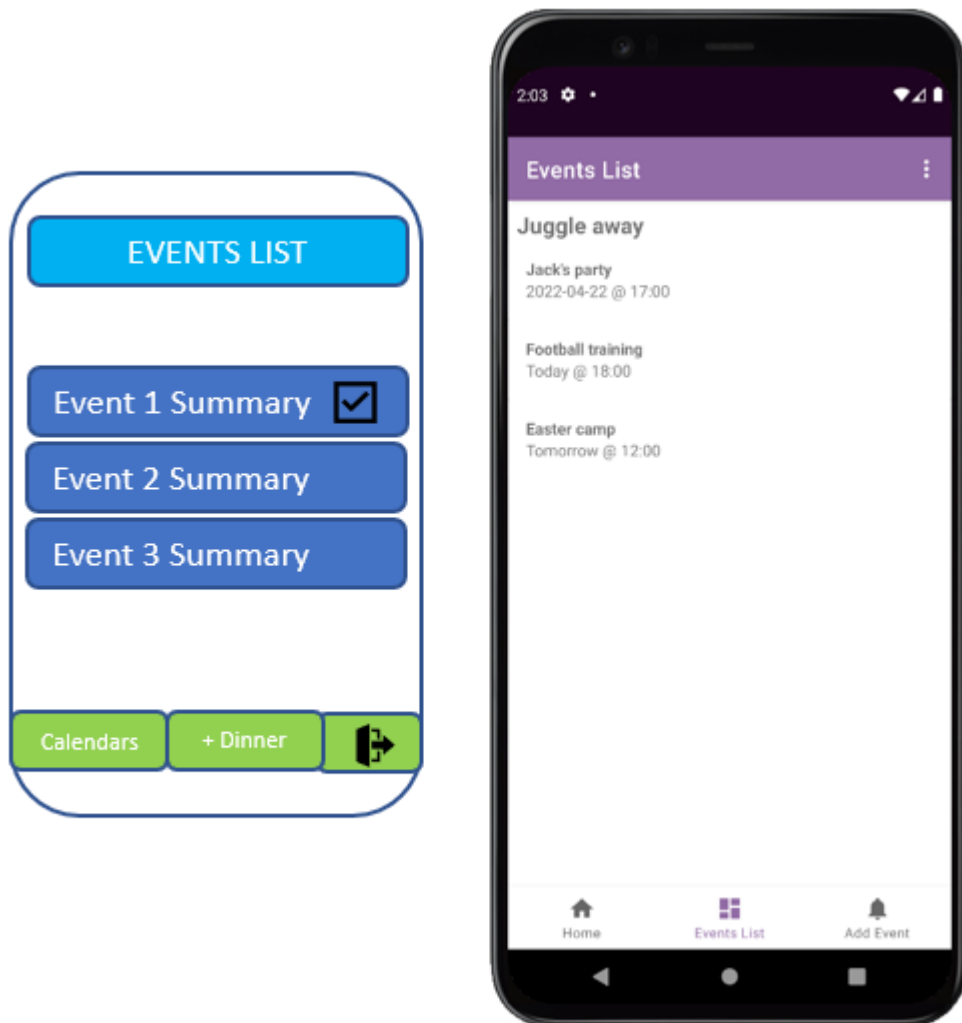 EVENTS LIST
Event 1 Summary
Event 2 Summary
Event 3 Summary
Calendars
+ Dinner
2:03
Events List
Juggle away
Jack's party
2022-04-22 @ 17:00
Football training
Today @ 18:00
Easter camp
Tomorrow @ 12:00
Home
Events List
Add Event